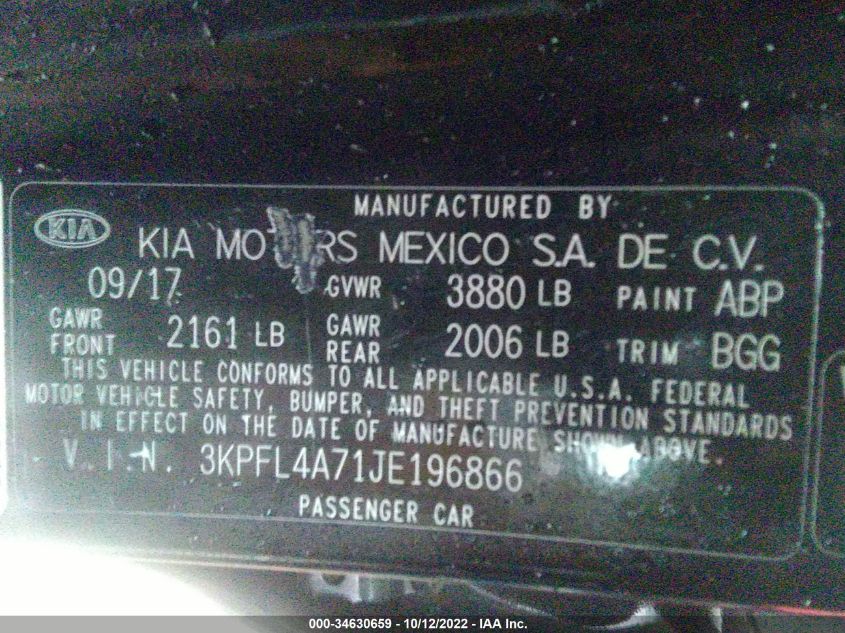 MANUFACTURED BY
KIA KIA MOTORS MEXICO S.A. DE C.V.
09/17 GVWR 3880 LB PAINT ABP
GAWR FRONT 2161 LB GAWR REAR 2006 LB TRIM BGG
THIS VEHICLE CONFORMS TO ALL APPLICABLE U.S.A. FEDERAL
MOTOR VEHICLE SAFETY, BUMPER, AND THEFT PREVENTION STANDARDS
IN EFFECT ON THE DATE OF MANUFACTURE SHOWN ABOVE.
V.I.N. 3KPFL4A71JE196866
PASSENGER CAR
000-34630659 - 10/12/2022 - IAA Inc.